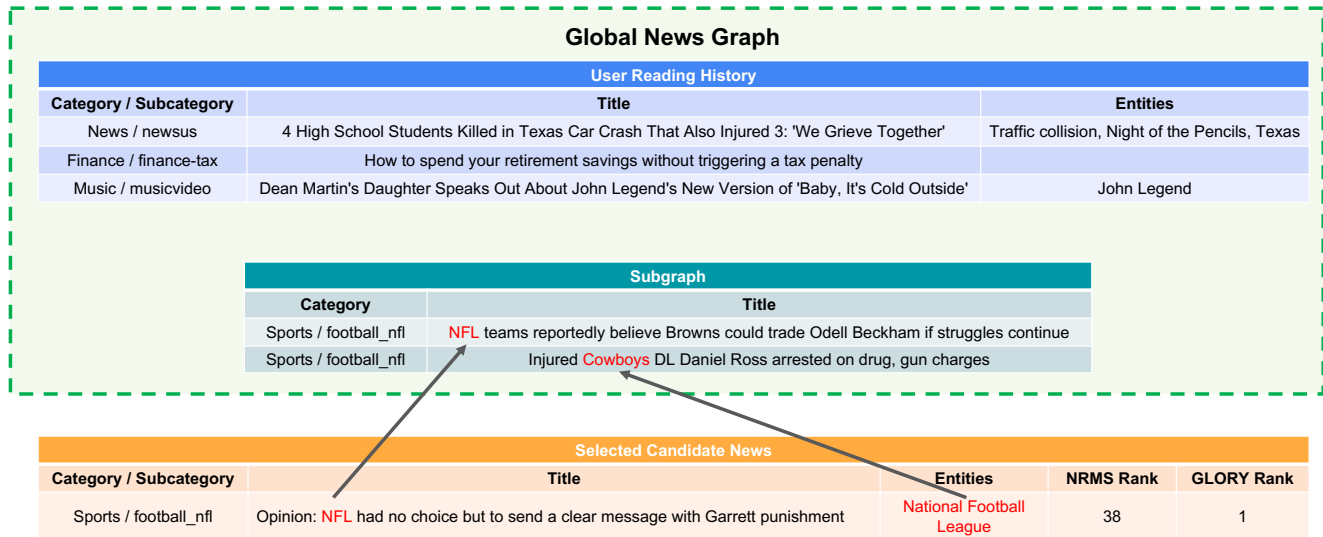 Global News Graph
User Reading History
Category / Subcategory Title Entities
News / newsus 4 High School Students Killed in Texas Car Crash That Also Injured 3: 'We Grieve Together' Traffic collision, Night of the Pencils, Texas
Finance / finance-tax How to spend your retirement savings without triggering a tax penalty
Music / musicvideo Dean Martin's Daughter Speaks Out About John Legend's New Version of 'Baby, It's Cold Outside' John Legend
Subgraph
Category Title
Sports / football_nfl NFL teams reportedly believe Browns could trade Odell Beckham if struggles continue
Sports / football_nfl Injured Cowboys DL Daniel Ross arrested on drug, gun charges
Selected Candidate News
Category / Subcategory Title Entities NRMS Rank GLORY Rank
Sports / football_nfl Opinion: NFL had no choice but to send a clear message with Garrett punishment National Football League 38 1